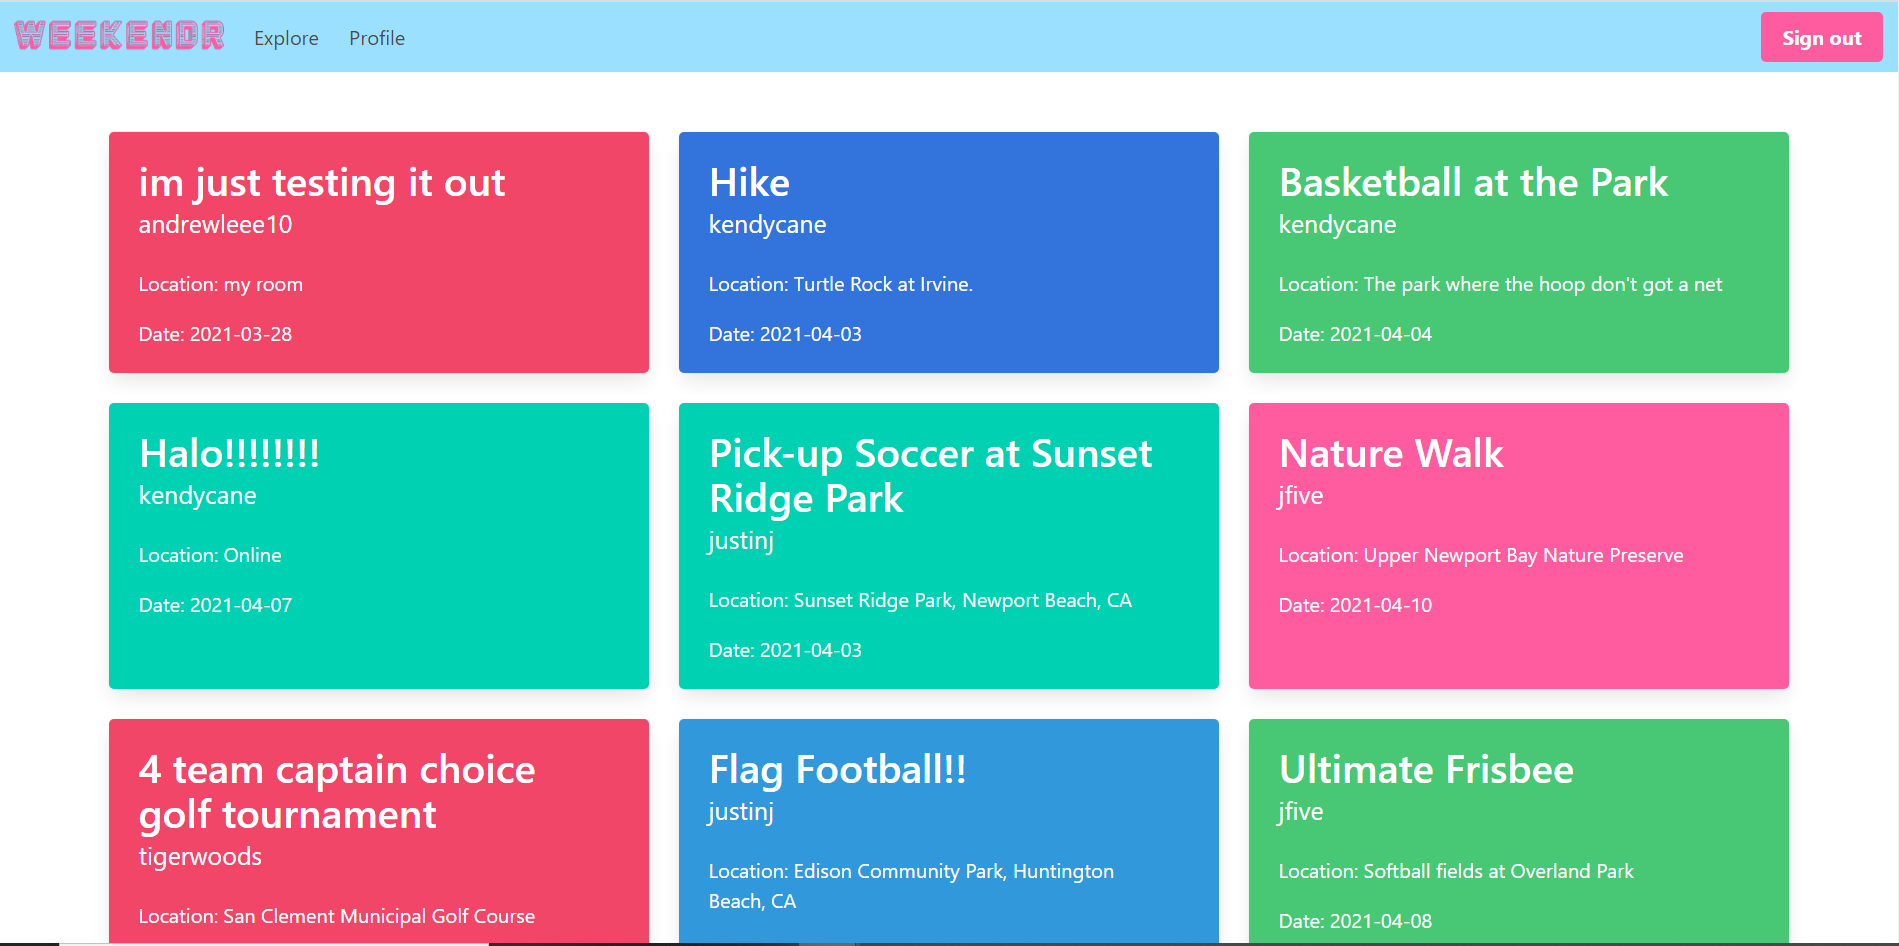 WEEKENDR
Explore
Profile
Sign out
im just testing it out
andrewleee10
Location: my room
Date: 2021-03-28
Hike
kendycane
Location: Turtle Rock at Irvine.
Date: 2021-04-03
Basketball at the Park
kendycane
Location: The park where the hoop don't got a net
Date: 2021-04-04
Halo!!!!!!!!
kendycane
Location: Online
Date: 2021-04-07
Pick-up Soccer at Sunset
Ridge Park
justinj
Location: Sunset Ridge Park, Newport Beach, CA
Date: 2021-04-03
Nature Walk
jfive
Location: Upper Newport Bay Nature Preserve
Date: 2021-04-10
4 team captain choice
golf tournament
tigerwoods
Location: San Clement Municipal Golf Course
Flag Football!!
justinj
Location: Edison Community Park, Huntington
Beach, CA
Ultimate Frisbee
jfive
Location: Softball fields at Overland Park
Date: 2021-04-08